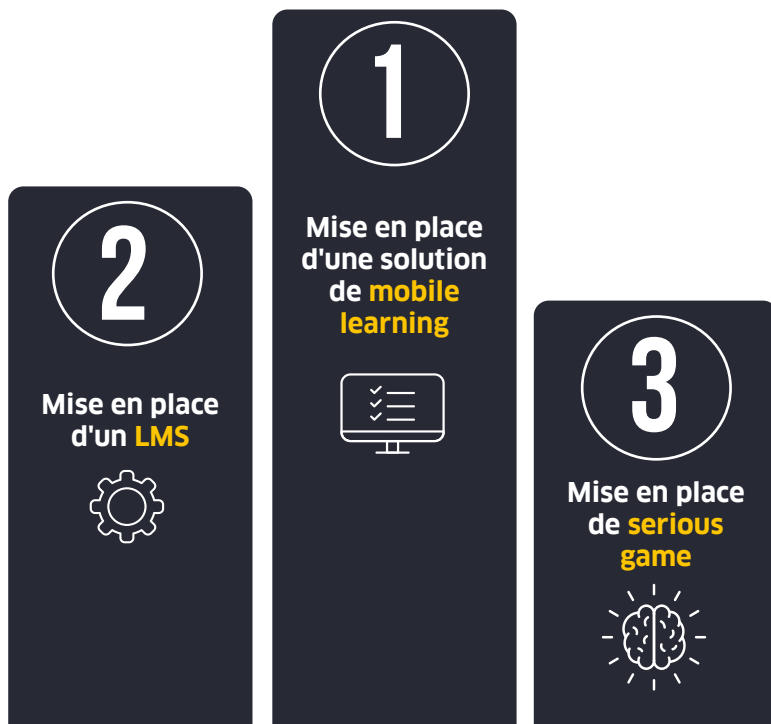 1
Mise en place
d'une solution
de mobile
learning
2
Mise en place
d'un LMS
3
Mise en place
de serious
game